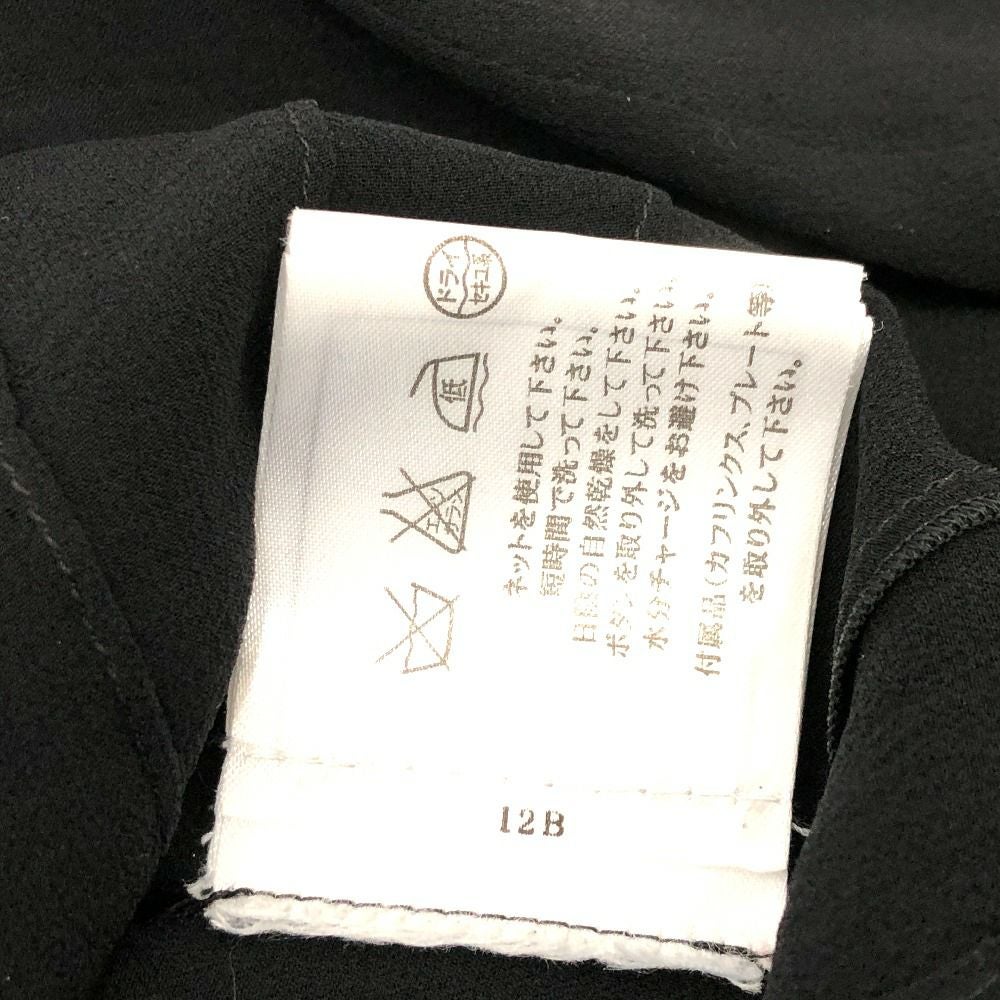 ドライ
セキユ系
低
エンソ
サラシ
ネットを使用して下さい。
短時間で洗って下さい。
日陰の自然乾燥をして下さい。
ボタンを取り外して洗って下さい。
水分チャージをお避け下さい。
付属品(カフリンクス、プレート等)
を取り外して下さい。
12B